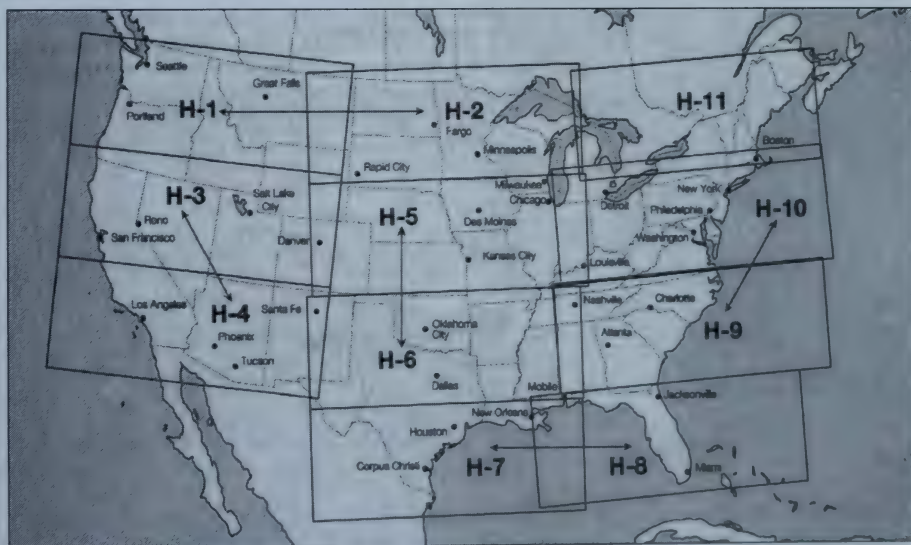 Seattle
Great Falls
H-1
H-2
H-11
Portland
Fargo
Minneapolis
Boston
Rapid City
Milwaukee
Chicago
Detroit
New York
H-3
Salt Lake
City
H-5
Des Moines
Philadelphia
H-10
Reno
San Francisco
Denver
Washington
Kansas City
Louisville
Los Angeles
Santa Fe
H-4
Nashville
Charlotte
Oklahoma
City
H-9
Phoenix
Atlanta
H-6
Tucson
Dallas
Mobile
Jacksonville
New Orleans
Houston
Corpus Christi
H-7
H-8
Miami